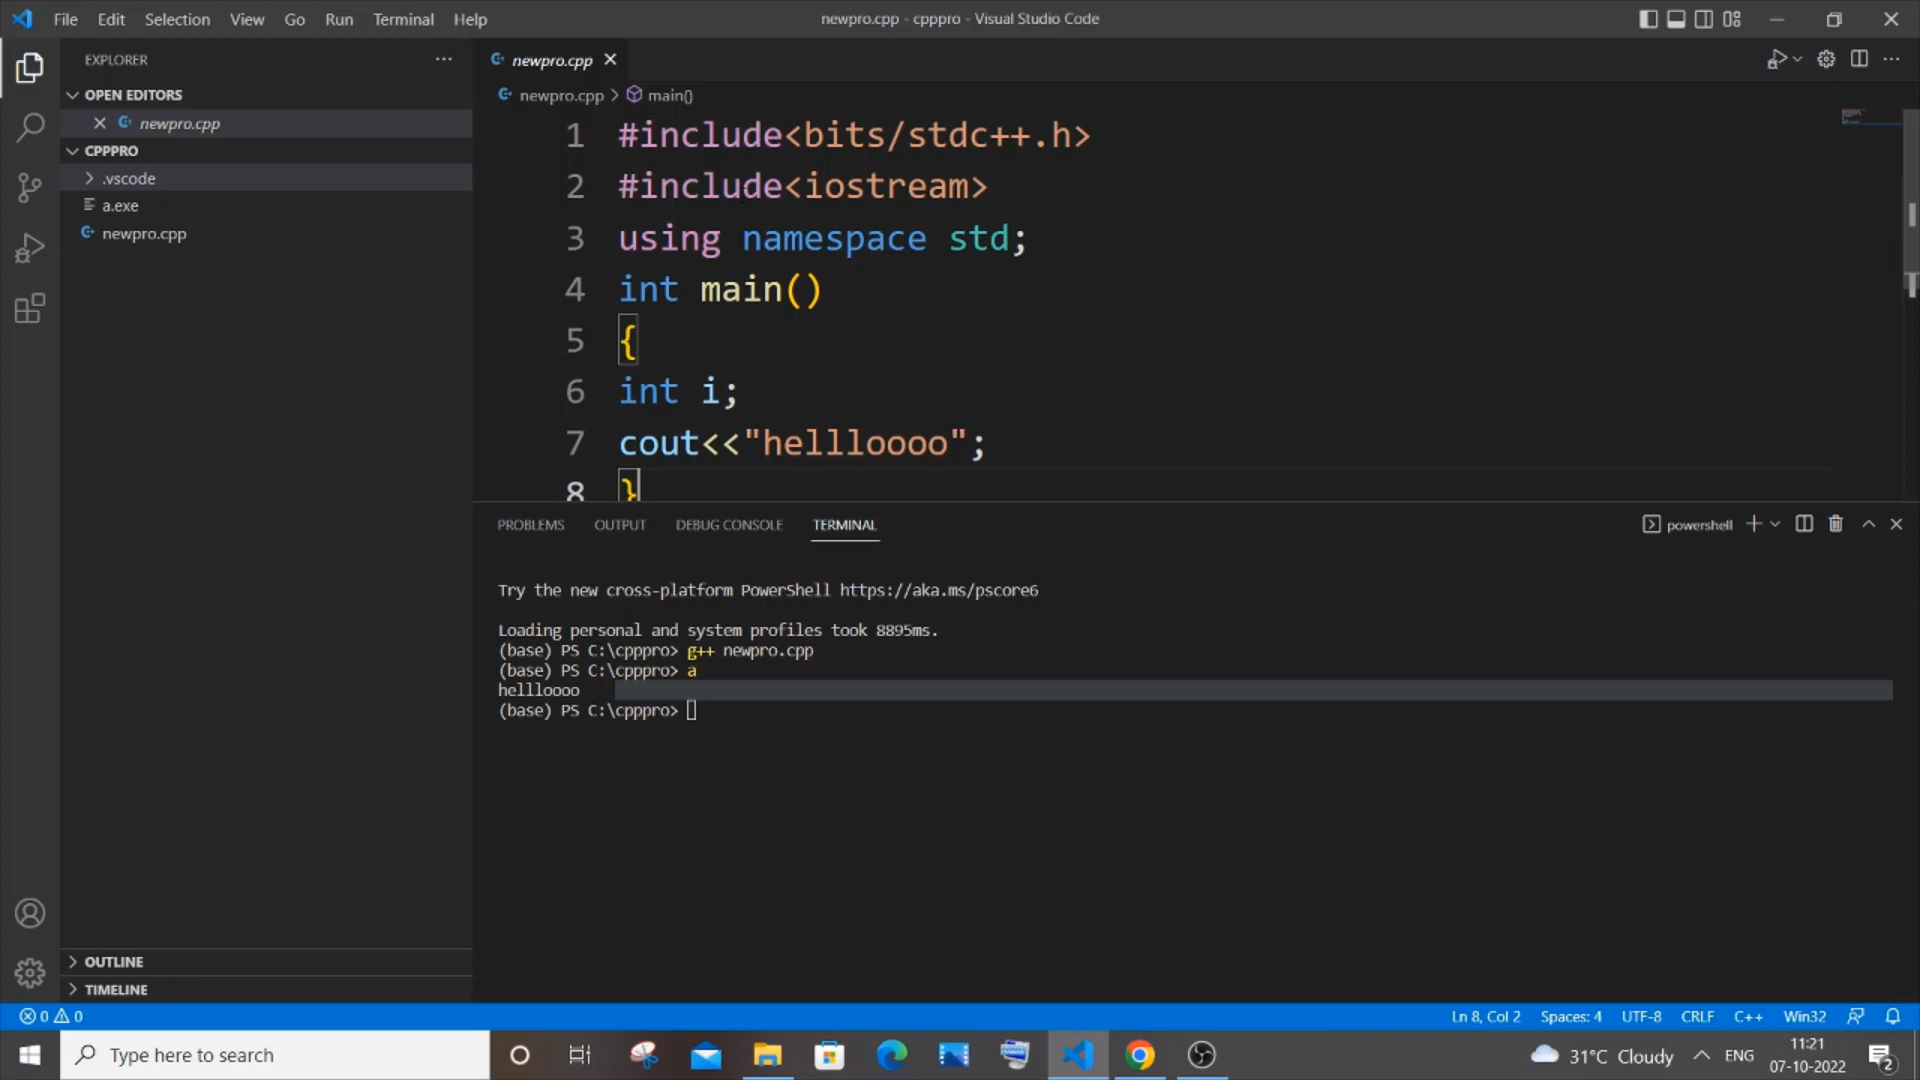 File Edit Selection View Go Run Terminal Help
newpro.cpp - cpppro - Visual Studio Code
EXPLORER
OPEN EDITORS
newpro.cpp
CPPPRO
.vscode
a.exe
newpro.cpp
OUTLINE
TIMELINE
newpro.cpp
newpro.cpp > main()
1 #include<bits/stdc++.h>
2 #include<iostream>
3 using namespace std;
4 int main()
5 {
6 int i;
7 cout<<"hellloooo";
8 }
PROBLEMS OUTPUT DEBUG CONSOLE TERMINAL
powershell
Try the new cross-platform PowerShell https://aka.ms/pscore6
Loading personal and system profiles took 8895ms.
(base) PS C:\cpppro> g++ newpro.cpp
(base) PS C:\cpppro> a
hellloooo
(base) PS C:\cpppro>
0 0
Ln 8, Col 2 Spaces: 4 UTF-8 CRLF C++ Win32
Type here to search
31°C Cloudy ENG
11:21
07-10-2022
2